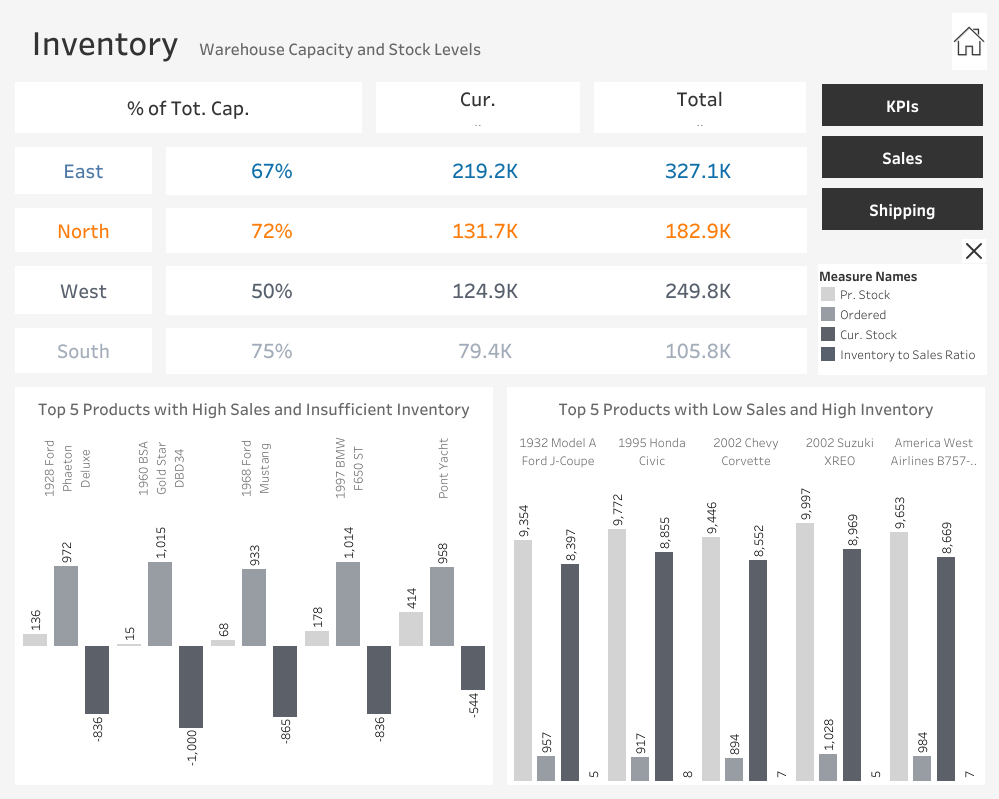 Inventory Warehouse Capacity and Stock Levels
% of Tot. Cap.
Cur.
..
Total
..
KPIs
Sales
Shipping
East 67% 219.2K 327.1K
North 72% 131.7K 182.9K
West 50% 124.9K 249.8K
South 75% 79.4K 105.8K
Measure Names
Pr. Stock
Ordered
Cur. Stock
Inventory to Sales Ratio
Top 5 Products with High Sales and Insufficient Inventory
1928 Ford
Phaeton
Deluxe
1960 BSA
Gold Star
DBD34
1968 Ford
Mustang
1997 BMW
F650 ST
Pont Yacht
136
972
-836
15
1,015
-1,000
68
933
-865
178
1,014
-836
414
958
-544
Top 5 Products with Low Sales and High Inventory
1932 Model A
Ford J-Coupe
1995 Honda
Civic
2002 Chevy
Corvette
2002 Suzuki
XREO
America West
Airlines B757-..
9,354
957
8,397
5
9,772
917
8,855
8
9,446
894
8,552
7
9,997
1,028
8,969
5
9,653
984
8,669
7